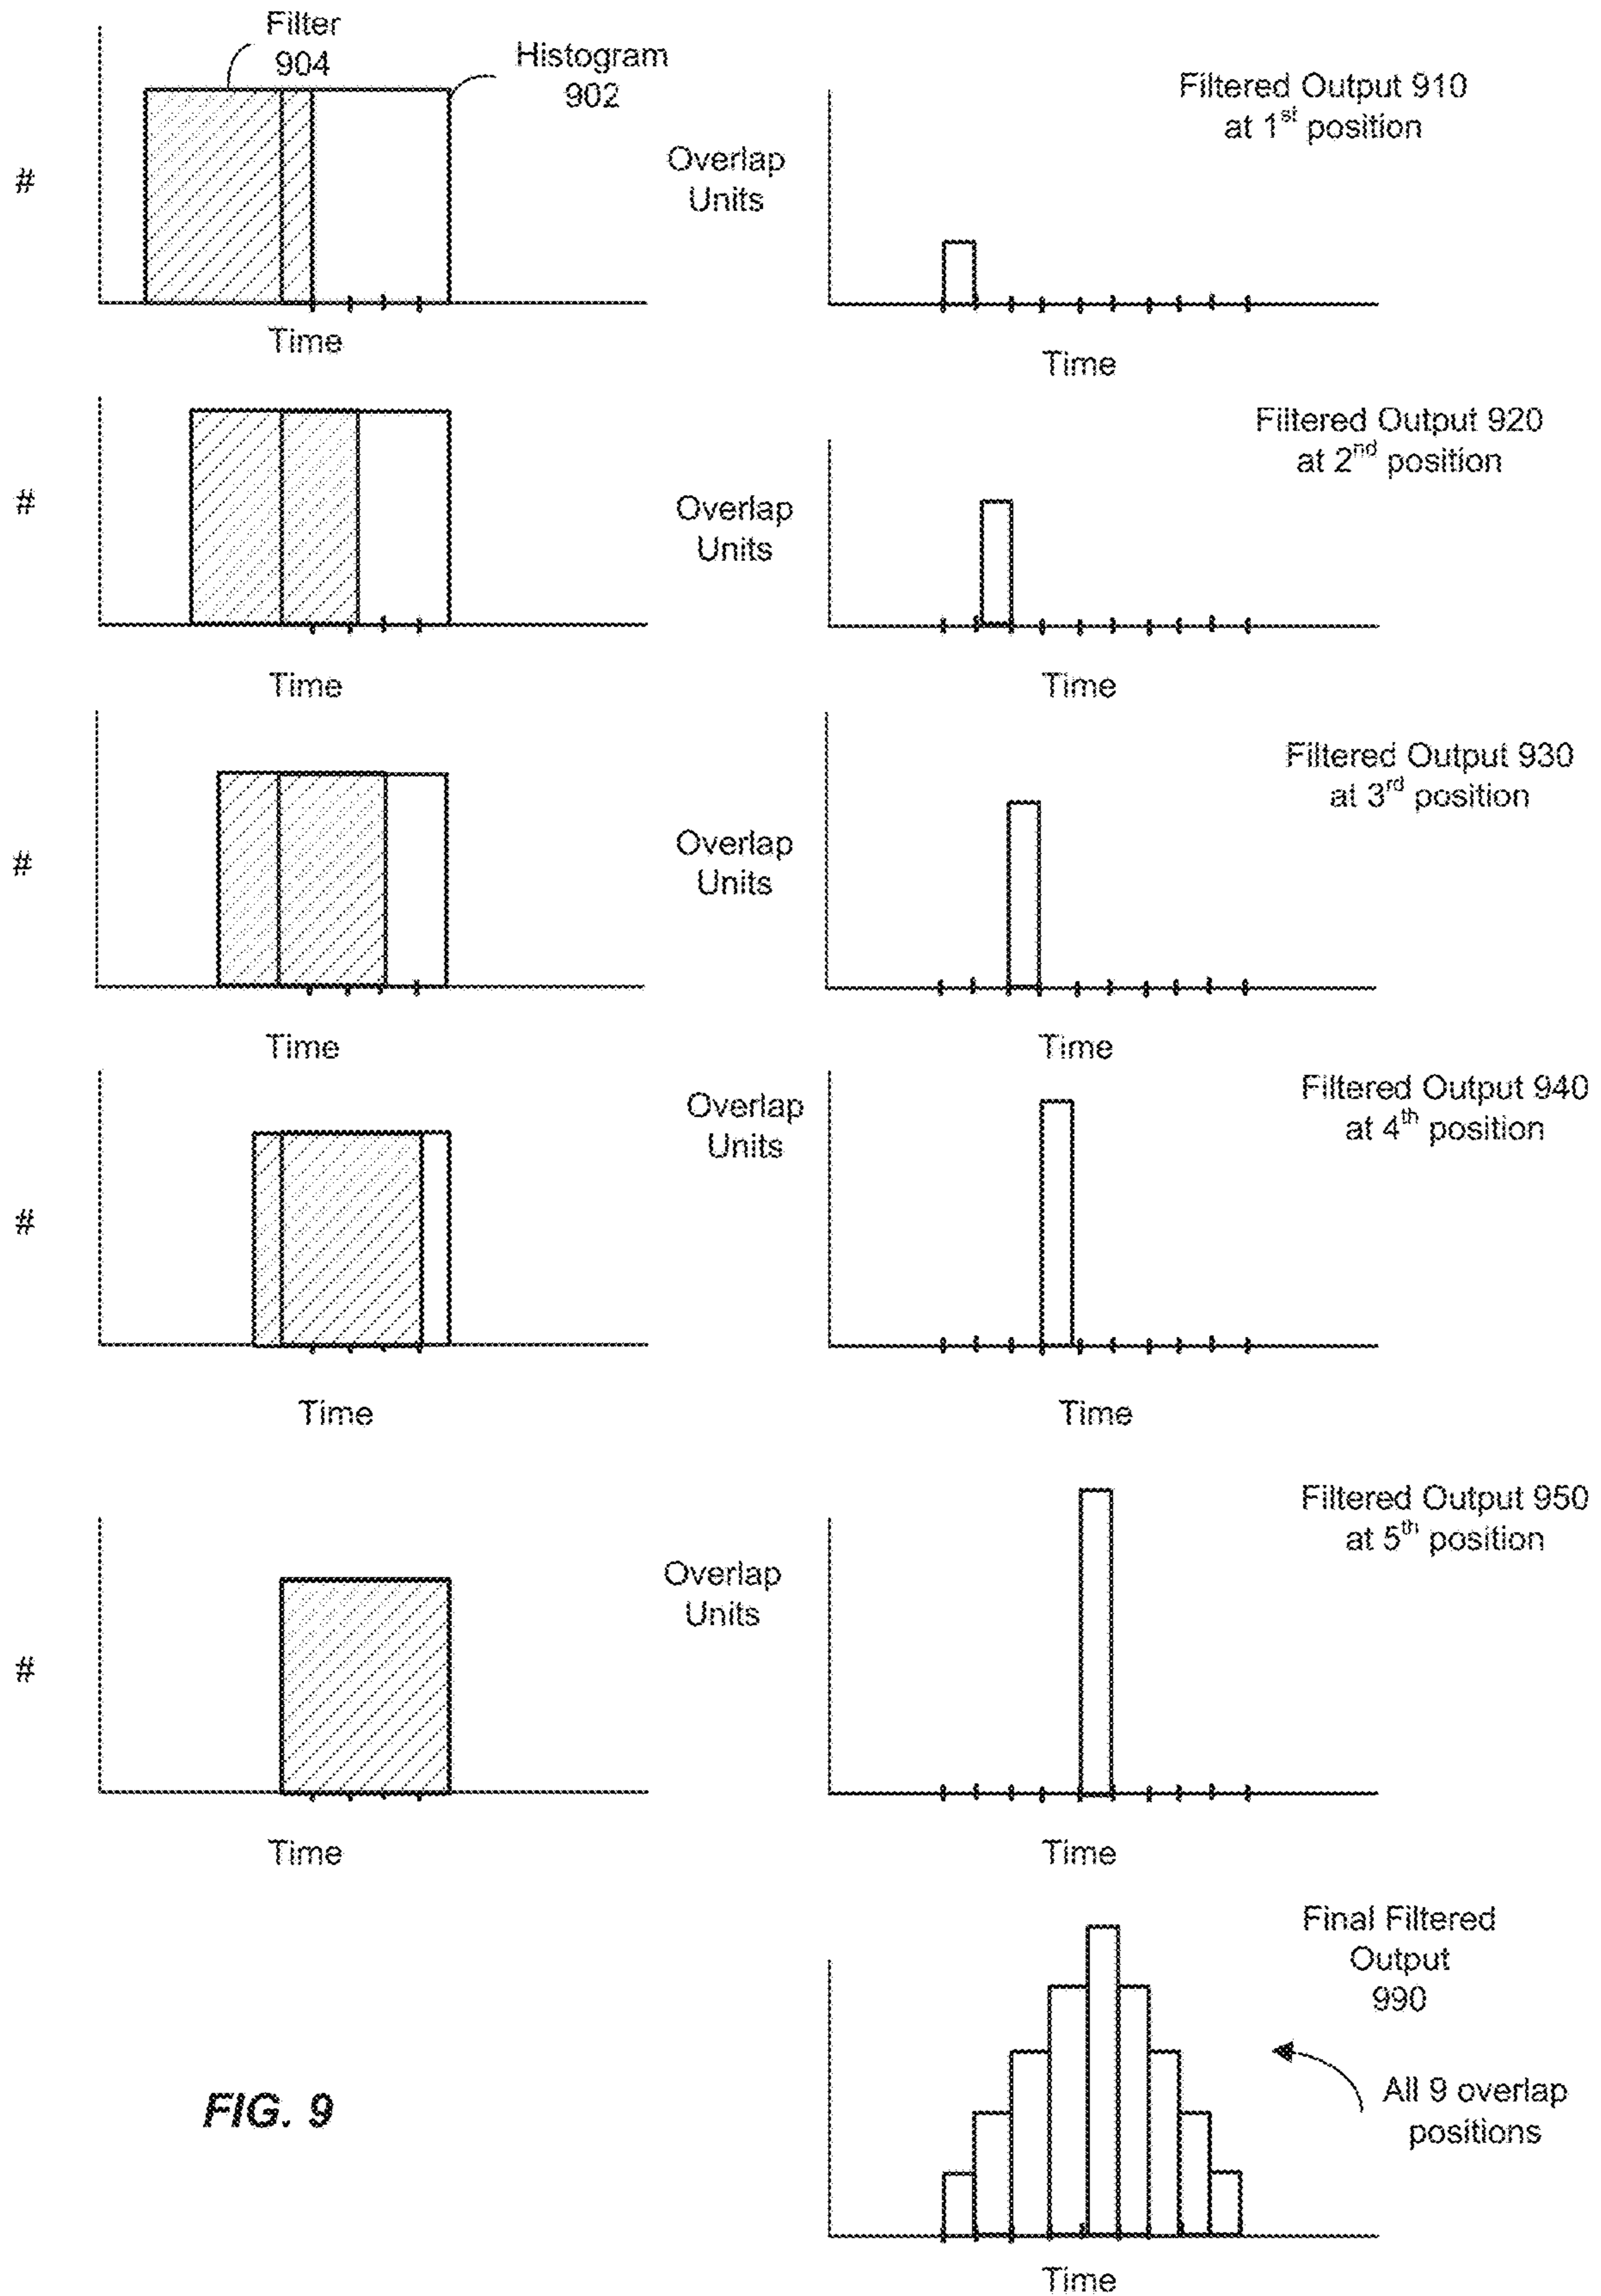 Filter
904
Histogram
902
#
Time
Filtered Output 910
at 1st position
Overlap
Units
Time
#
Time
Filtered Output 920
at 2nd position
Overlap
Units
Time
#
Time
Filtered Output 930
at 3rd position
Overlap
Units
Time
#
Time
Filtered Output 940
at 4th position
Overlap
Units
Time
#
Time
Filtered Output 950
at 5th position
Overlap
Units
Time
Final Filtered
Output
990
All 9 overlap
positions
Time
FIG. 9